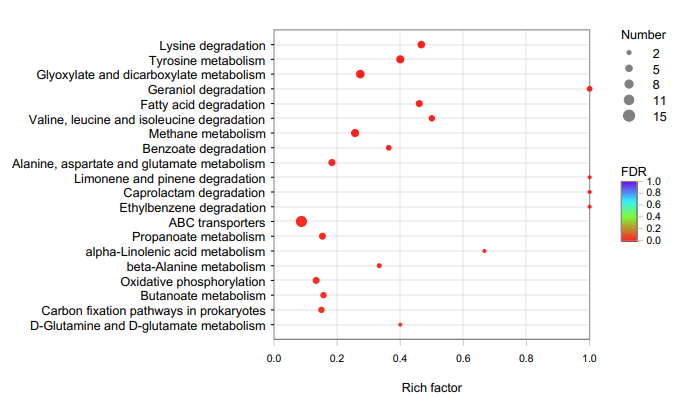 Lysine degradation
Tyrosine metabolism
Glyoxylate and dicarboxylate metabolism
Geraniol degradation
Fatty acid degradation
Valine, leucine and isoleucine degradation
Methane metabolism
Benzoate degradation
Alanine, aspartate and glutamate metabolism
Limonene and pinene degradation
Caprolactam degradation
Ethylbenzene degradation
ABC transporters
Propanoate metabolism
alpha-Linolenic acid metabolism
beta-Alanine metabolism
Oxidative phosphorylation
Butanoate metabolism
Carbon fixation pathways in prokaryotes
D-Glutamine and D-glutamate metabolism
0.0 0.2 0.4 0.6 0.8 1.0
Rich factor
Number
2
5
8
11
15
FDR
1.0
0.8
0.6
0.4
0.2
0.0